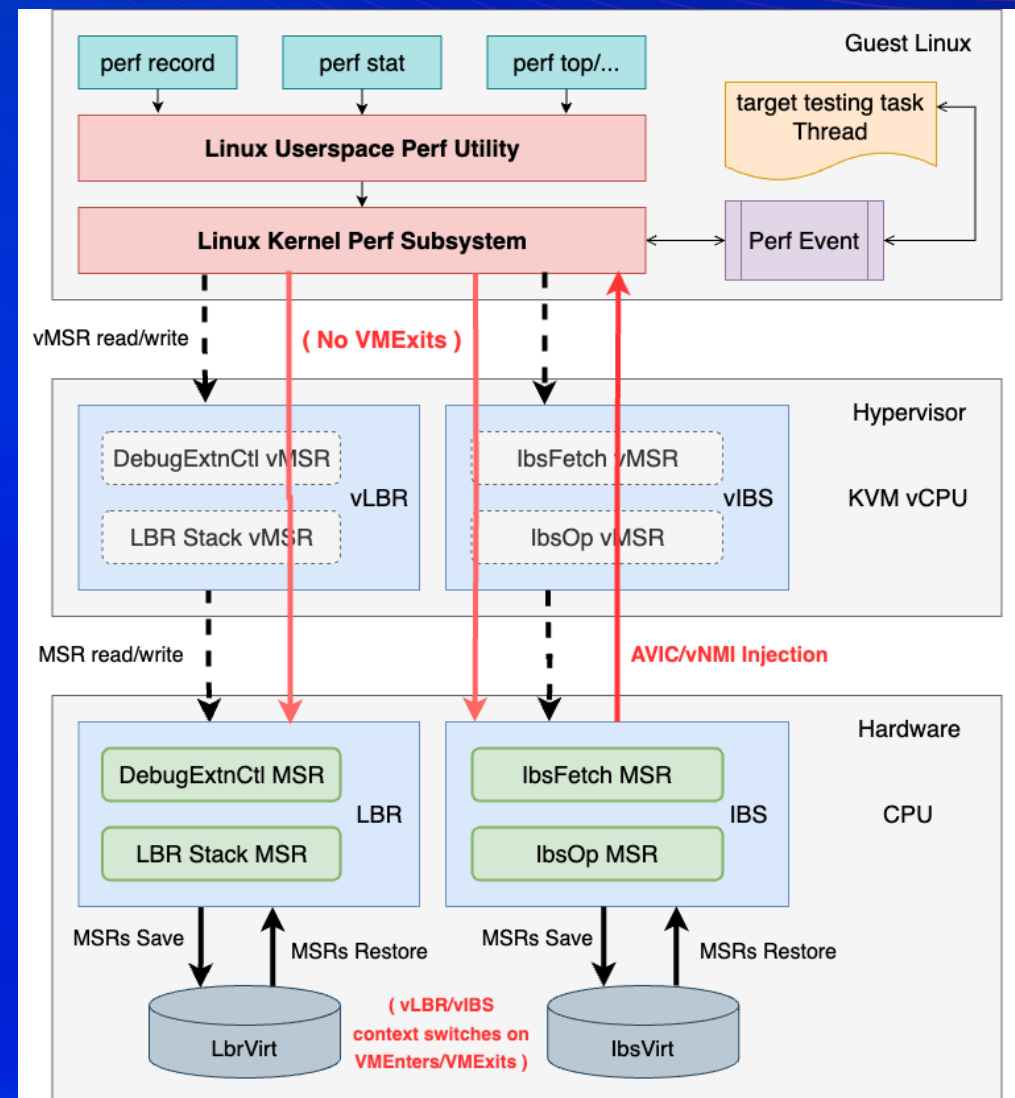 Guest Linux
perf record
perf stat
perf top/...
target testing task
Thread
Linux Userspace Perf Utility
Linux Kernel Perf Subsystem
Perf Event
vMSR read/write
( No VMExits )
Hypervisor
DebugExtnCtl vMSR
IbsFetch vMSR
vLBR
vIBS
KVM vCPU
LBR Stack vMSR
IbsOp vMSR
MSR read/write
AVIC/vNMI Injection
Hardware
DebugExtnCtl MSR
IbsFetch MSR
LBR
IBS
CPU
LBR Stack MSR
IbsOp MSR
MSRs Save
MSRs Restore
MSRs Save
MSRs Restore
( vLBR/vIBS
context switches on
VMEnters/VMExits )
LbrVirt
IbsVirt